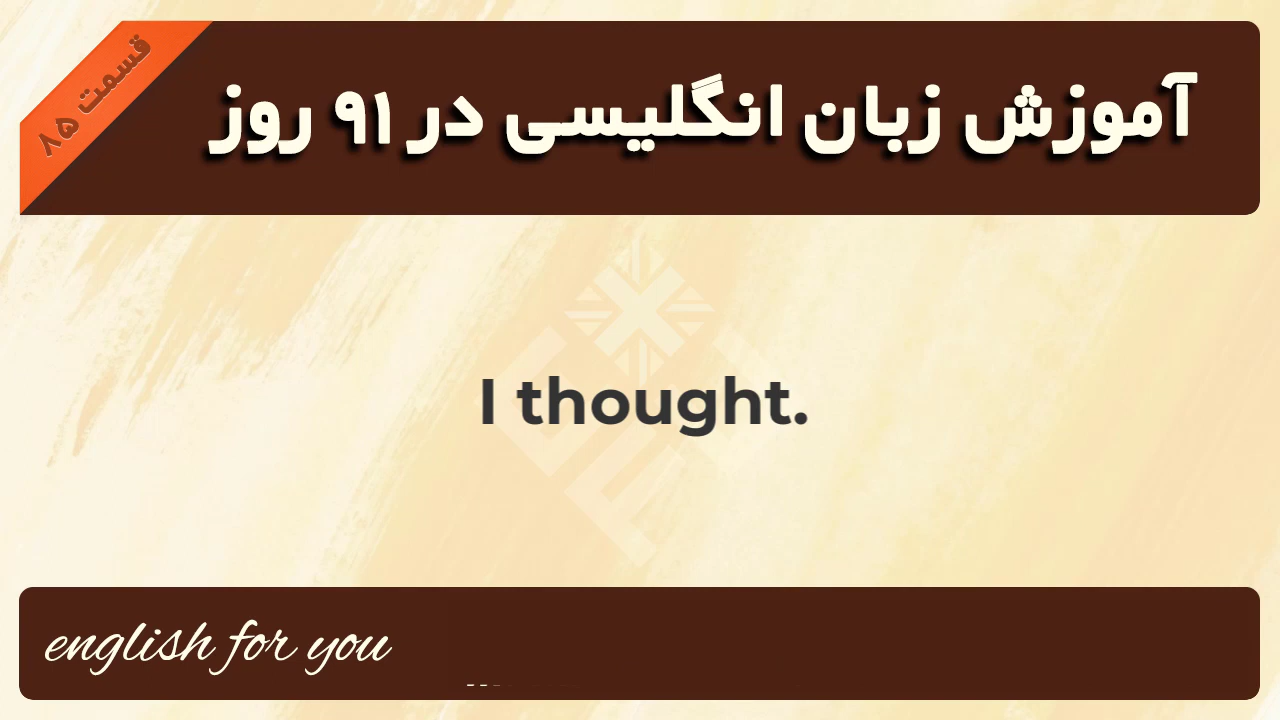 قسمت ۸۵
آموزش زبان انگلیسی در ۹۱ روز
I thought.
english for you